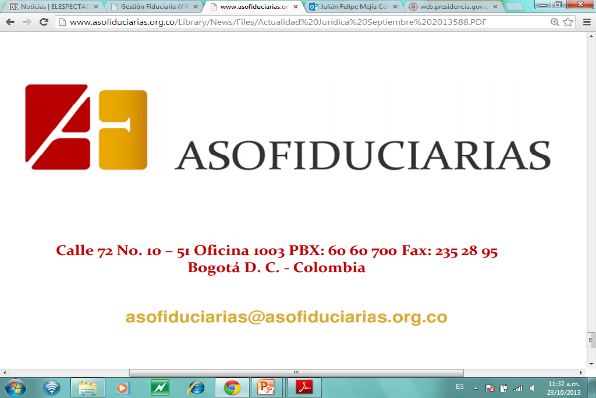 Noticias | ELESPECTA
Gestión Fiduciaria // F
www.asofiduciarias.or
Julián Felipe Mejía Co
web.presidencia.gov.c
www.asofiduciarias.org.co/Library/News/Files/Actualidad%20Jurídica%20Septiembre%202013588.PDF
ASOFIDUCIARIAS
Calle 72 No. 10 – 51 Oficina 1003 PBX: 60 60 700 Fax: 235 28 95
Bogotá D. C. - Colombia
asofiduciarias@asofiduciarias.org.co
ES
11:37 a.m.
23/10/2013